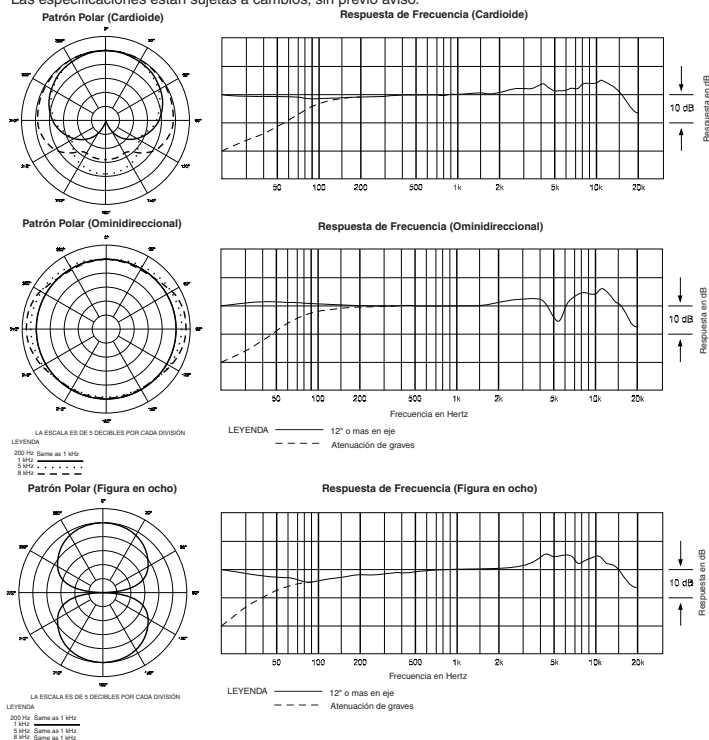 Las especificaciones están sujetas a cambios, sin previo aviso.
Patrón Polar (Cardioide)
Respuesta de Frecuencia (Cardioide)
10 dB
Respuesta en dB
50 100 200 500 1k 2k 5k 10k 20k
Patrón Polar (Ominidireccional)
Respuesta de Frecuencia (Ominidireccional)
10 dB
Respuesta en dB
50 100 200 500 1k 2k 5k 10k 20k
Frecuencia en Hertz
LA ESCALA ES DE 5 DECIBLES POR CADA DIVISIÓN
LEYENDA
200 Hz Same as 1 kHz
1 kHz
5 kHz
8 kHz
LEYENDA 12" o mas en eje
Atenuación de graves
Patrón Polar (Figura en ocho)
Respuesta de Frecuencia (Figura en ocho)
10 dB
Respuesta en dB
50 100 200 500 1k 2k 5k 10k 20k
Frecuencia en Hertz
LA ESCALA ES DE 5 DECIBLES POR CADA DIVISIÓN
LEYENDA
200 Hz Same as 1 kHz
1 kHz
5 kHz Same as 1 kHz
8 kHz Same as 1 kHz
LEYENDA 12" o mas en eje
Atenuación de graves